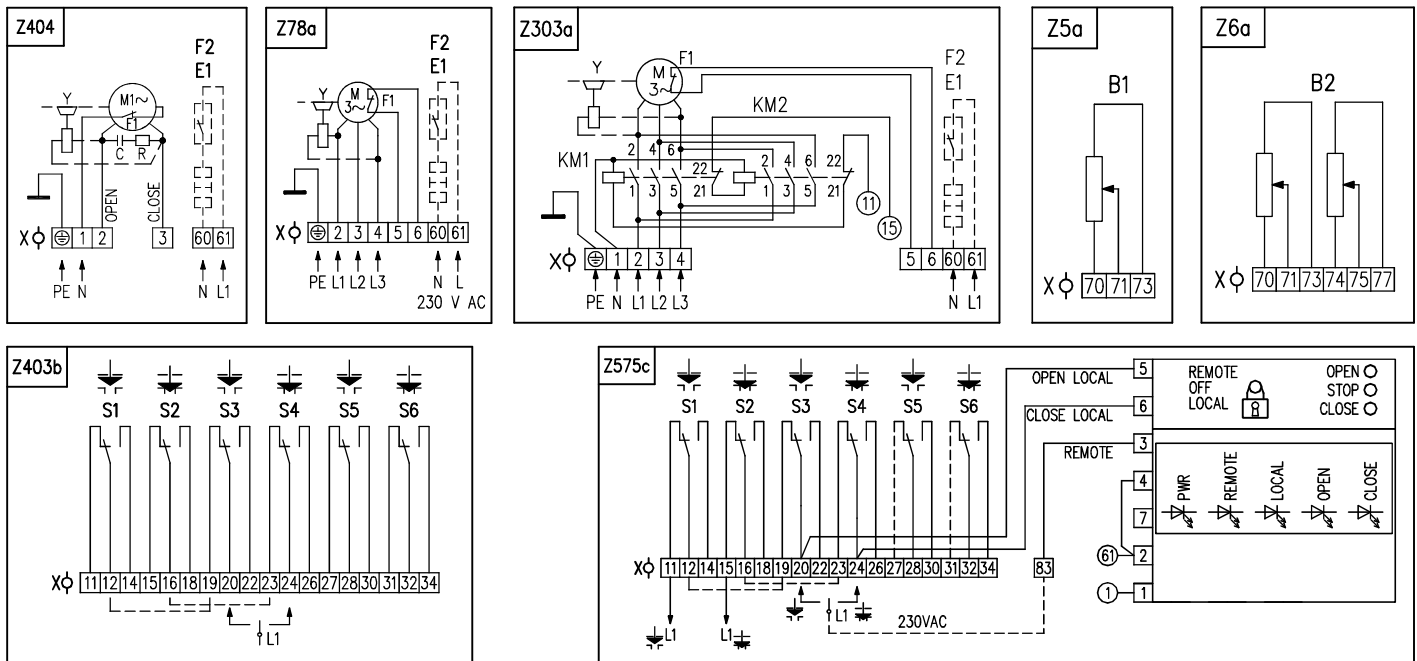 Z404
F2
E1
Y
M1~
F1
C R
OPEN
CLOSE
X 1 2 3 60 61
PE N N L1
Z78a
F2
E1
Y
M
3~
F1
X 2 3 4 5 6 60 61
PE L1 L2 L3 N L
230 V AC
Z303a
F2
E1
Y
M
3~
F1
KM2
KM1
2 4 6 22 2 4 6 22
1 3 5 21 1 3 5 21
11
15
X 1 2 3 4 5 6 60 61
PE N L1 L2 L3 N L1
Z5a
B1
X 70 71 73
Z6a
B2
X 70 71 73 74 75 77
Z403b
S1 S2 S3 S4 S5 S6
X 11 12 14 15 16 18 19 20 22 23 24 26 27 28 30 31 32 34
L1
Z575c
S1 S2 S3 S4 S5 S6
X 11 12 14 15 16 18 19 20 22 23 24 26 27 28 30 31 32 34 83
L1 L1 L1
230VAC
OPEN LOCAL 5
CLOSE LOCAL 6
REMOTE 3
4
7
61 2
1 1
REMOTE
OFF
LOCAL
OPEN
STOP
CLOSE
PWR
REMOTE
LOCAL
OPEN
CLOSE